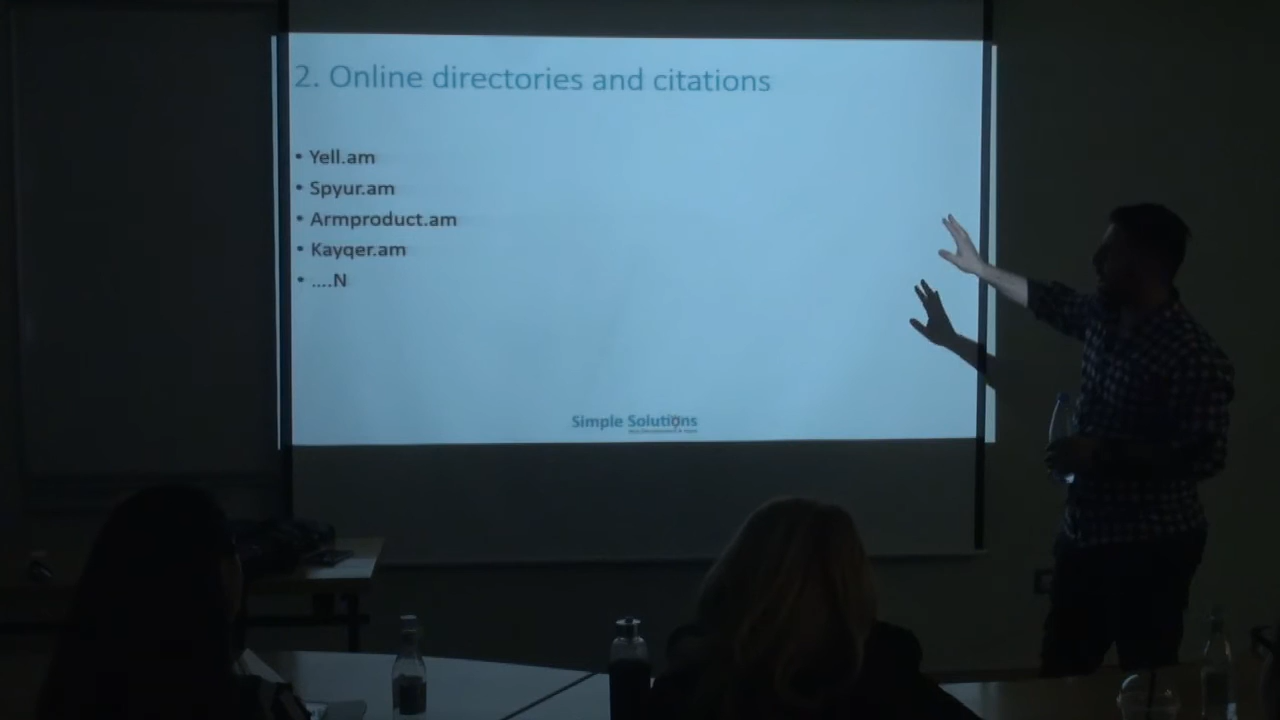 2. Online directories and citations
• Yell.am
• Spyur.am
• Armproduct.am
• Kayqer.am
• ....N
Simple Solutions